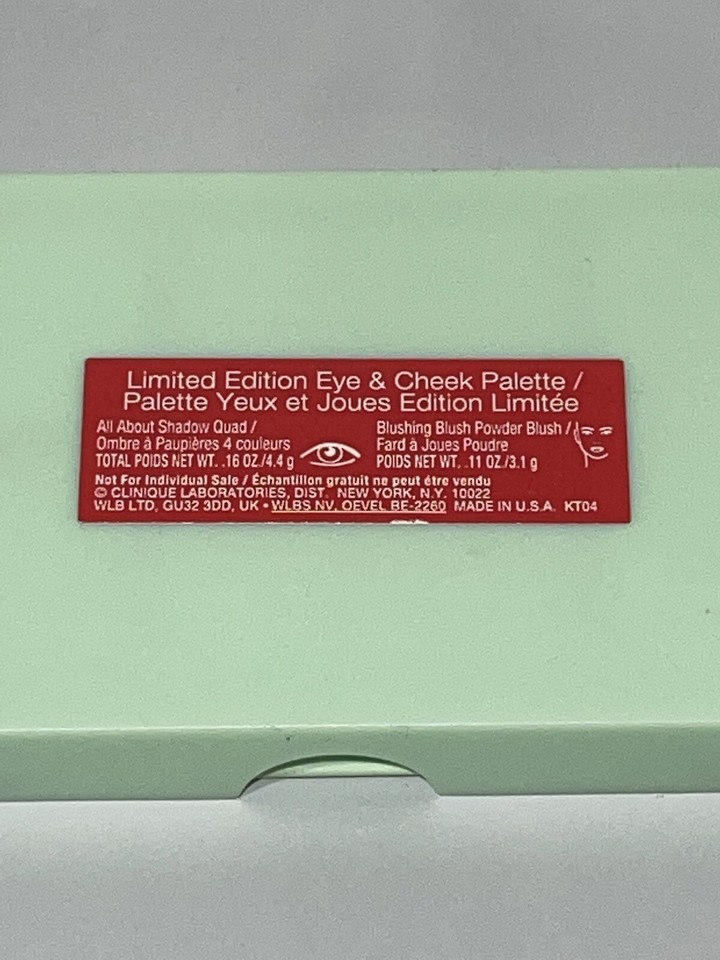 Limited Edition Eye & Cheek Palette /
Palette Yeux et Joues Edition Limitée
All About Shadow Quad /
Ombre à Paupières 4 couleurs
TOTAL POIDS NET WT. .16 OZ./4.4 g
Blushing Blush Powder Blush /
Fard à Joues Poudre
POIDS NET WT. .11 OZ./3.1 g
Not For Individual Sale / Échantillon gratuit ne peut étre vendu
© CLINIQUE LABORATORIES, DIST. NEW YORK, N.Y. 10022
WLB LTD, GU32 3DD, UK • WLBS NV, OEVEL BE-2260 MADE IN U.S.A. KT04